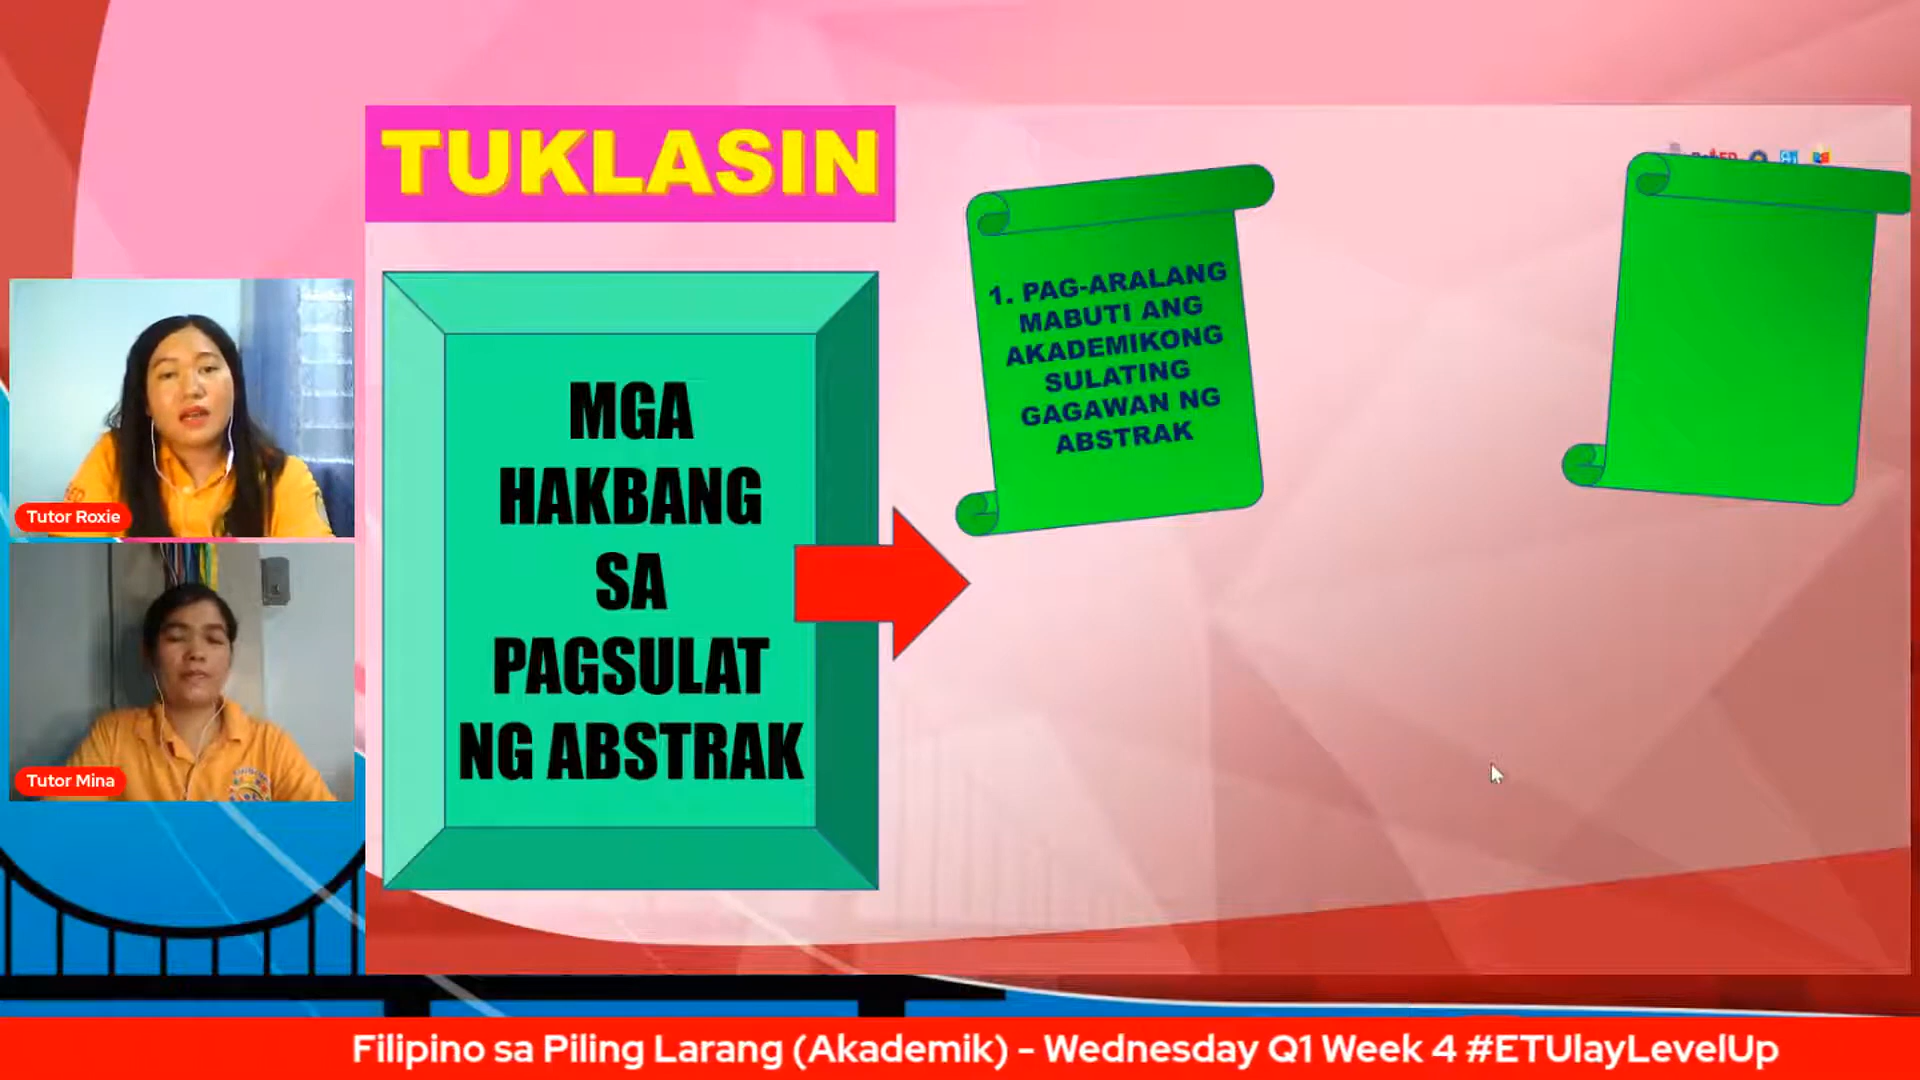 TUKLASIN
MGA
HAKBANG
SA
PAGSULAT
NG ABSTRAK
1. PAG-ARALANG
MABUTI ANG
AKADEMIKONG
SULATING
GAGAWAN NG
ABSTRAK
Tutor Roxie
Tutor Mina
Filipino sa Piling Larang (Akademik) - Wednesday Q1 Week 4 #ETUlayLevelUp